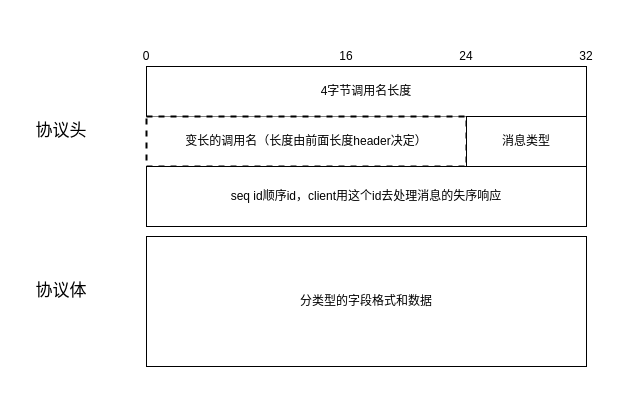 0 16 24 32
4字节调用名长度
协议头
变长的调用名（长度由前面长度header决定）
消息类型
seq id顺序id，client用这个id去处理消息的失序响应
协议体
分类型的字段格式和数据